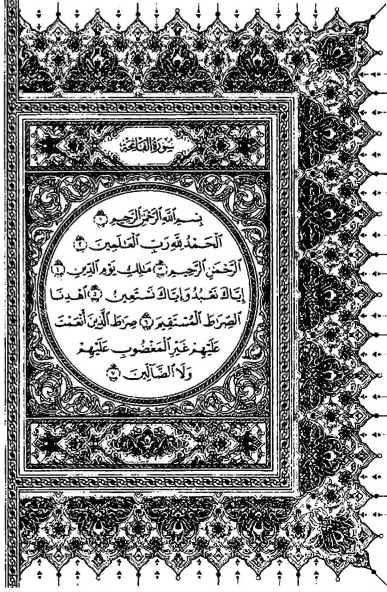 سُورَةُ الفَاتِحَةِ
بِسْمِ ٱللَّهِ ٱلرَّحْمَٰنِ ٱلرَّحِيمِ ۝١
ٱلْحَمْدُ لِلَّهِ رَبِّ ٱلْعَٰلَمِينَ ۝٢
ٱلرَّحْمَٰنِ ٱلرَّحِيمِ ۝٣ مَٰلِكِ يَوْمِ ٱلدِّينِ ۝٤
إِيَّاكَ نَعْبُدُ وَإِيَّاكَ نَسْتَعِينُ ۝٥ ٱهْدِنَا
ٱلصِّرَٰطَ ٱلْمُسْتَقِيمَ ۝٦ صِرَٰطَ ٱلَّذِينَ أَنْعَمْتَ
عَلَيْهِمْ غَيْرِ ٱلْمَغْضُوبِ عَلَيْهِمْ
وَلَا ٱلضَّآلِّينَ ۝٧